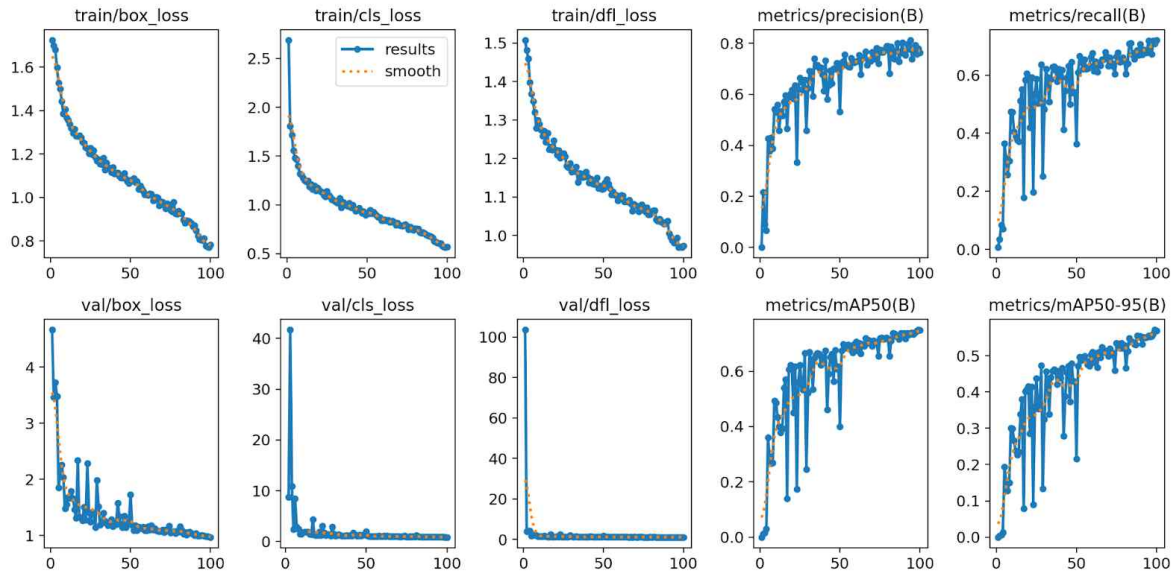 train/box_loss
train/cls_loss
train/dfl_loss
metrics/precision(B)
metrics/recall(B)
1.6
1.4
1.2
1.0
0.8
0 50 100
2.5
2.0
1.5
1.0
0.5
0 50 100
results
smooth
1.5
1.4
1.3
1.2
1.1
1.0
0 50 100
0.8
0.6
0.4
0.2
0.0
0 50 100
0.6
0.4
0.2
0.0
0 50 100
val/box_loss
val/cls_loss
val/dfl_loss
metrics/mAP50(B)
metrics/mAP50-95(B)
4
3
2
1
0 50 100
40
30
20
10
0
0 50 100
100
80
60
40
20
0
0 50 100
0.6
0.4
0.2
0.0
0 50 100
0.5
0.4
0.3
0.2
0.1
0.0
0 50 100